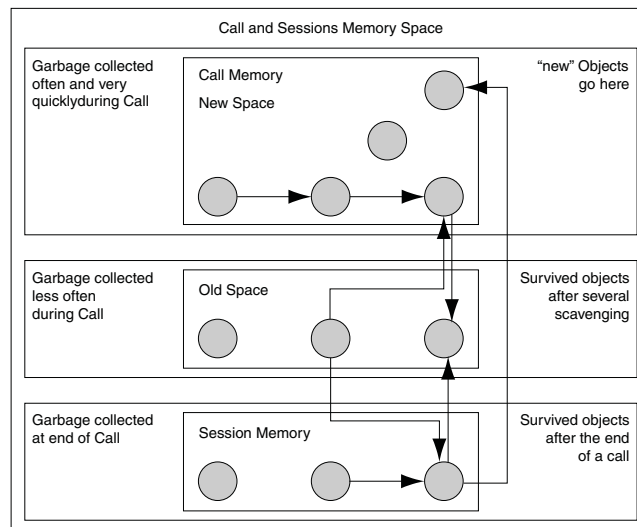 Call and Sessions Memory Space
Garbage collected
often and very
quicklyduring Call
Call Memory
New Space
“new” Objects
go here
Garbage collected
less often
during Call
Old Space
Survived objects
after several
scavenging
Garbage collected
at end of Call
Session Memory
Survived objects
after the end
of a call